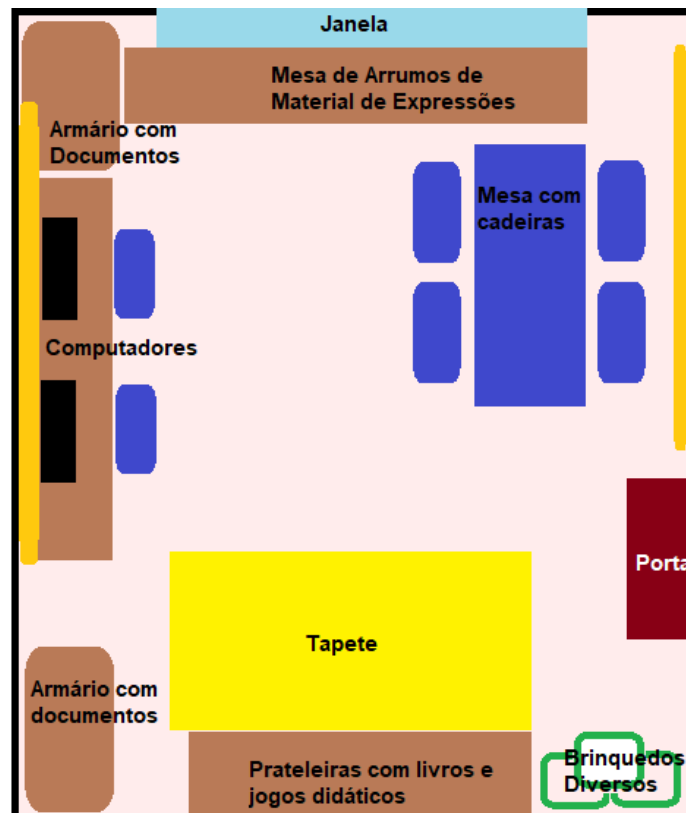 Janela
Mesa de Arrumos de
Material de Expressões
Armário com
Documentos
Mesa com
cadeiras
Computadores
Porta
Tapete
Armário com
documentos
Brinquedos
Diversos
Prateleiras com livros e
jogos didáticos